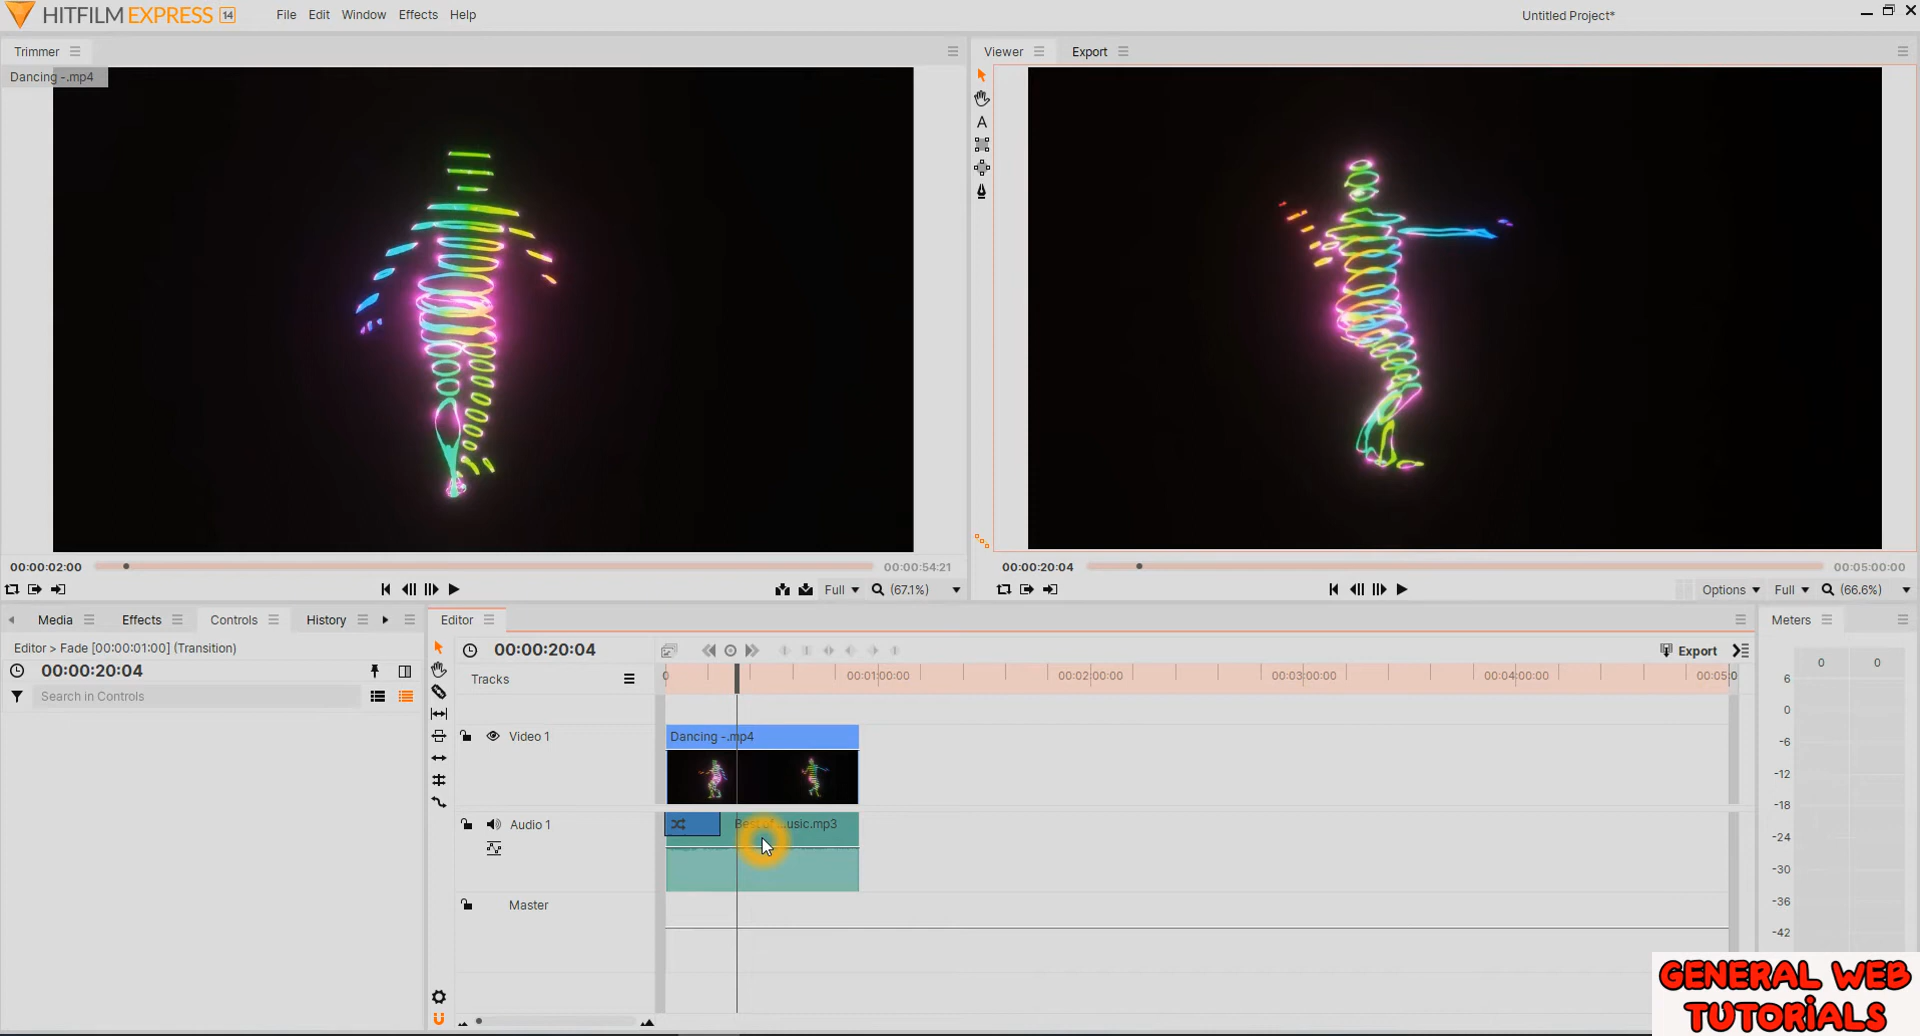 HITFILM EXPRESS 14
File Edit Window Effects Help
Untitled Project*
Trimmer
Viewer
Export
Dancing -.mp4
A
00:00:02:00
00:00:54:21
00:00:20:04
00:05:00:00
Full
(67.1%)
Options
Full
(66.6%)
Media
Effects
Controls
History
Editor
Meters
Editor > Fade [00:00:01:00] (Transition)
00:00:20:04
00:00:20:04
Export
Search in Controls
Tracks
0
00:01:00:00
00:02:00:00
00:03:00:00
00:04:00:00
0 0
6
0
-6
-12
-18
-24
-30
-36
-42
Video 1
Dancing -.mp4
Audio 1
Master
GENERAL WEB
TUTORIALS